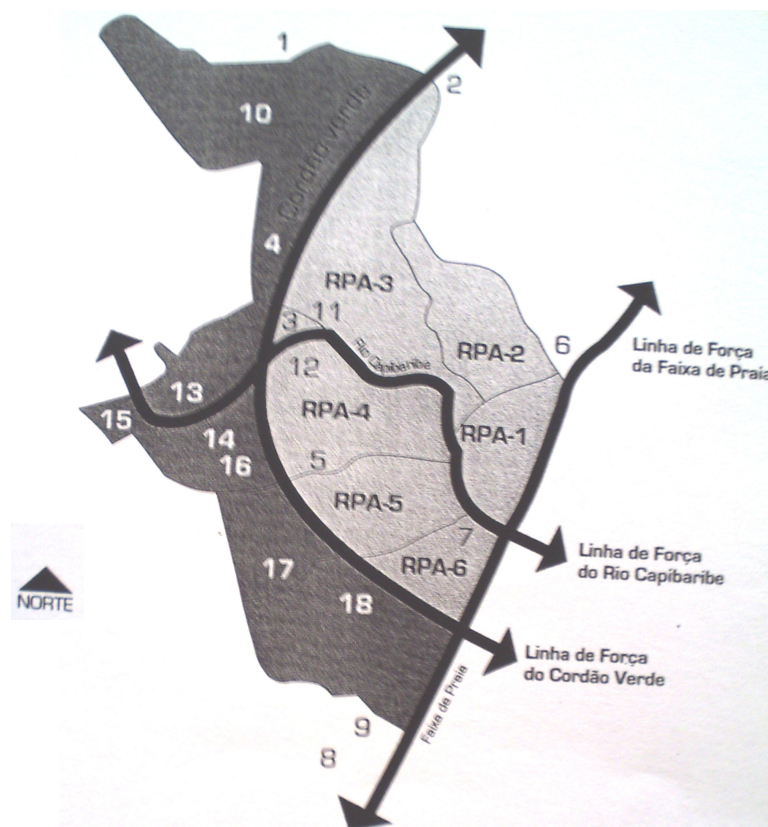 1
2
10
Cordão verde
4
RPA-3
3
11
6
Rio Capibaribe
RPA-2
Linha de Força
da Faixa de Praia
12
13
RPA-4
15
14
RPA-1
16
5
RPA-5
7
Linha de Força
do Rio Capibaribe
17
RPA-6
NORTE
18
Linha de Força
do Cordão Verde
Faixa de Praia
9
8